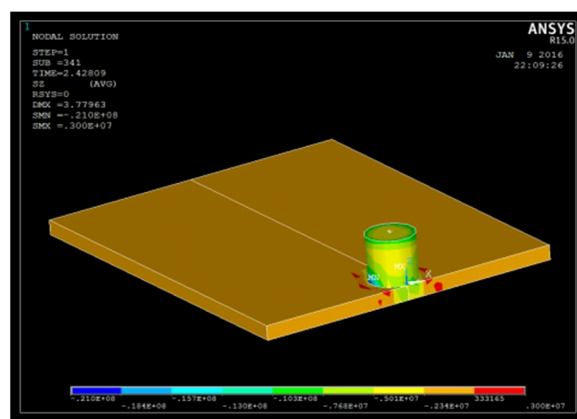 1
NODAL SOLUTION
STEP=1
SUB =341
TIME=2.42809
SZ (AVG)
RSYS=0
DMX =3.77963
SMN =-.210E+08
SMX =.300E+07
ANSYS
R15.0
JAN 9 2016
22:09:26
MN
MX
X
-.210E+08 -.157E+08 -.103E+08 -.501E+07 333165
-.184E+08 -.130E+08 -.768E+07 -.234E+07 .300E+07